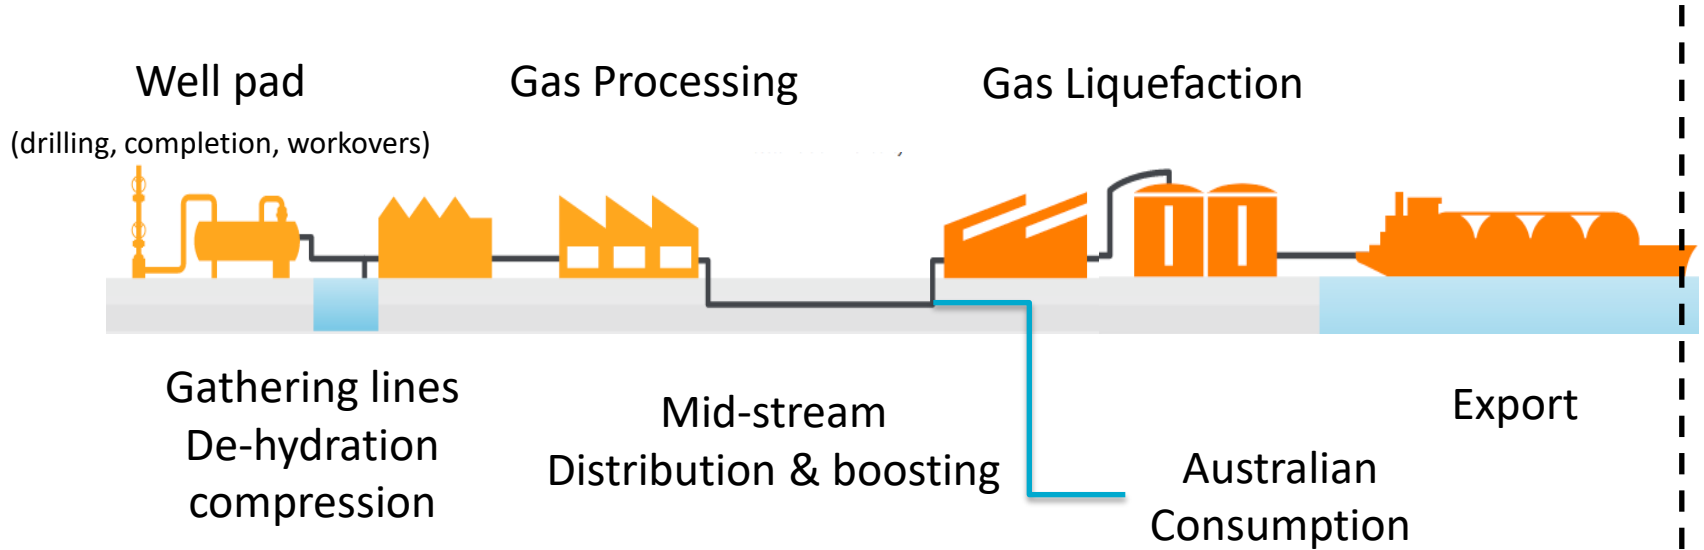 Well pad
(drilling, completion, workovers)
Gas Processing
Gas Liquefaction
Gathering lines
De-hydration
compression
Mid-stream
Distribution & boosting
Australian
Consumption
Export